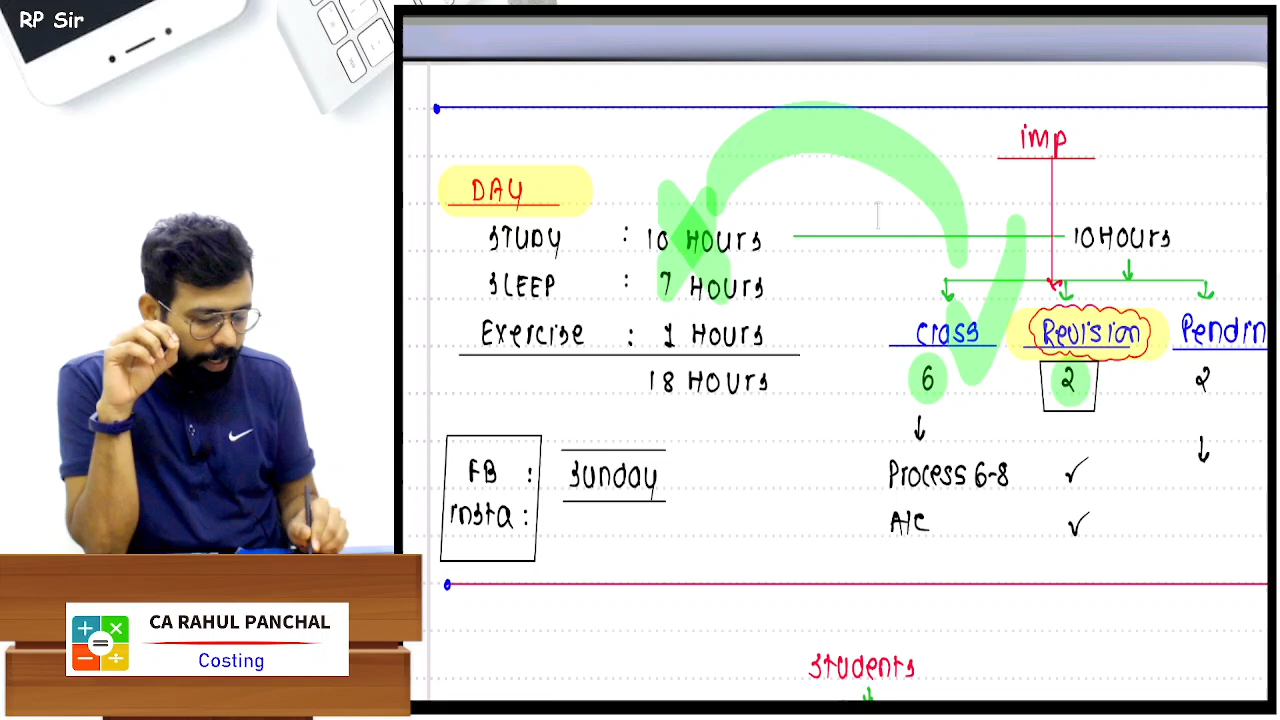 RP Sir
imp
DAY
STUDY : 10 HOUrs
10 HOUrs
SLEEP : 7 HOUrs
Exercise : 1 HOUrs
18 HOUrs
Class Revision Pendin
6 2 2
Process 6-8 ✓
A/C ✓
FB : Sunday
insta :
Students
CA RAHUL PANCHAL
Costing